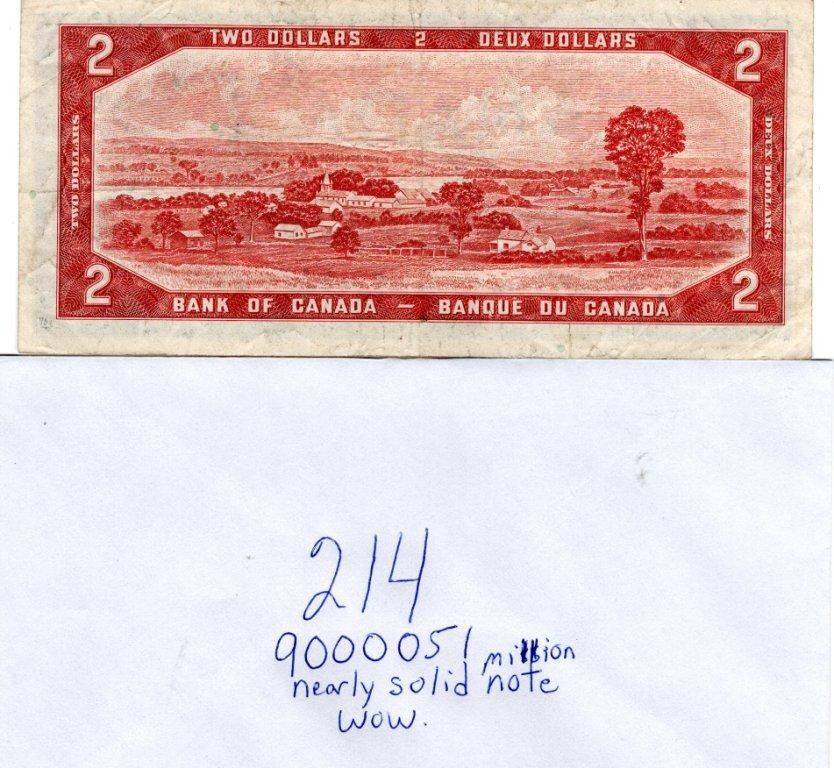 2 TWO DOLLARS 2 DEUX DOLLARS 2
TWO DOLLARS
DEUX DOLLARS
2 BANK OF CANADA — BANQUE DU CANADA 2
214
9000051 million
nearly solid note
wow.